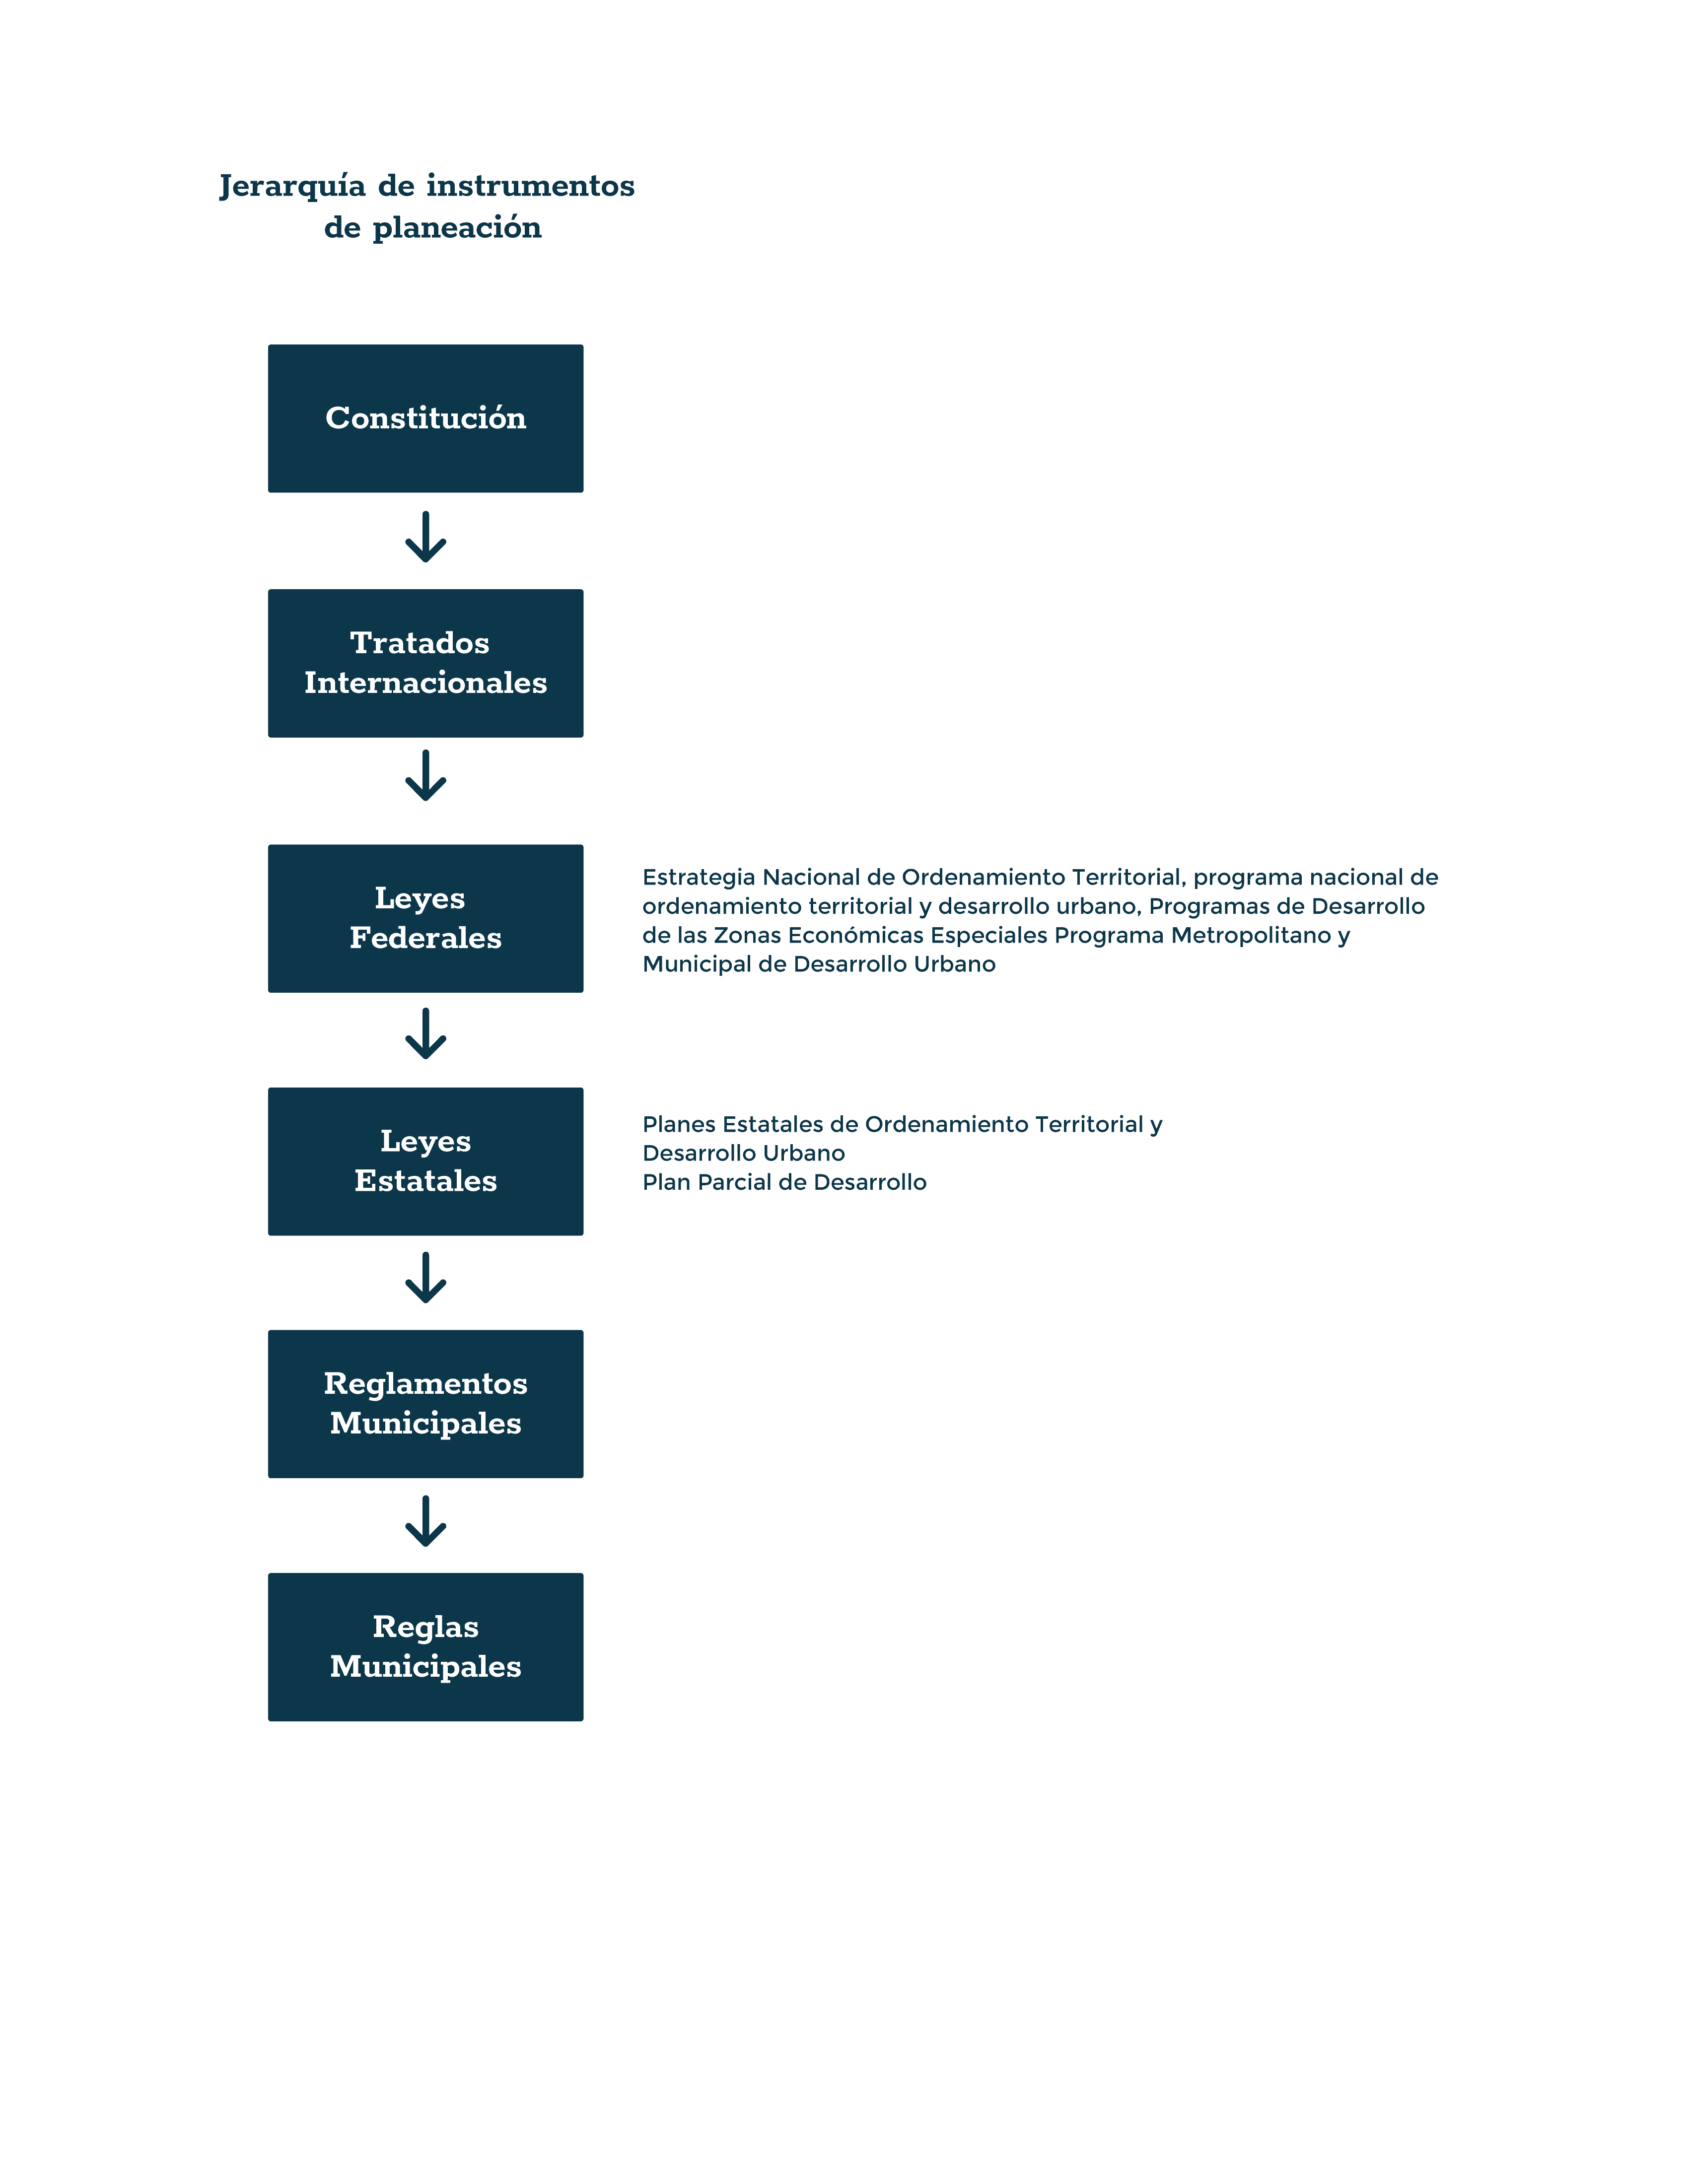 Jerarquía de instrumentos
de planeación
Constitución
Tratados
Internacionales
Leyes
Federales
Estrategia Nacional de Ordenamiento Territorial, programa nacional de
ordenamiento territorial y desarrollo urbano, Programas de Desarrollo
de las Zonas Económicas Especiales Programa Metropolitano y
Municipal de Desarrollo Urbano
Leyes
Estatales
Planes Estatales de Ordenamiento Territorial y
Desarrollo Urbano
Plan Parcial de Desarrollo
Reglamentos
Municipales
Reglas
Municipales